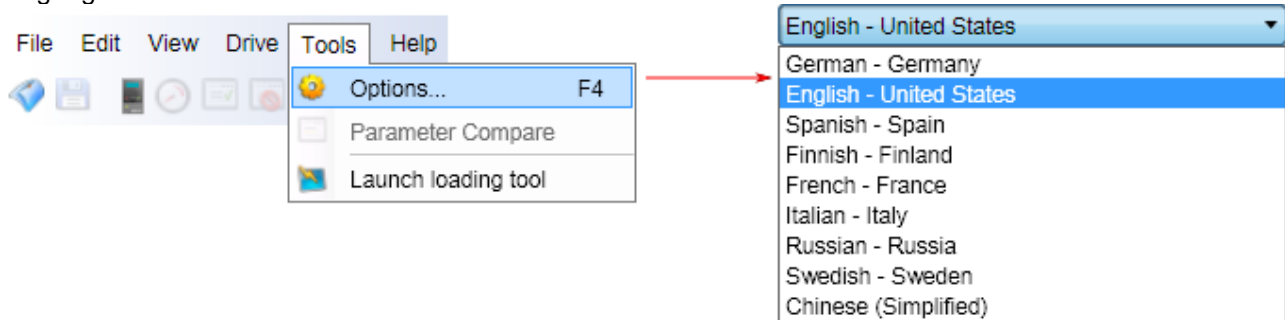 File Edit View Drive Tools Help
Options... F4
Parameter Compare
Launch loading tool
English - United States
German - Germany
English - United States
Spanish - Spain
Finnish - Finland
French - France
Italian - Italy
Russian - Russia
Swedish - Sweden
Chinese (Simplified)